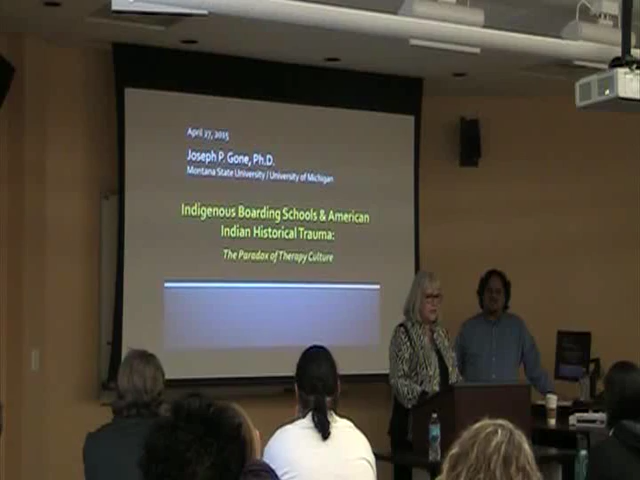 April 27, 2015
Joseph P. Gone, Ph.D.
Montana State University / University of Michigan
Indigenous Boarding Schools & American
Indian Historical Trauma:
The Paradox of Therapy Culture